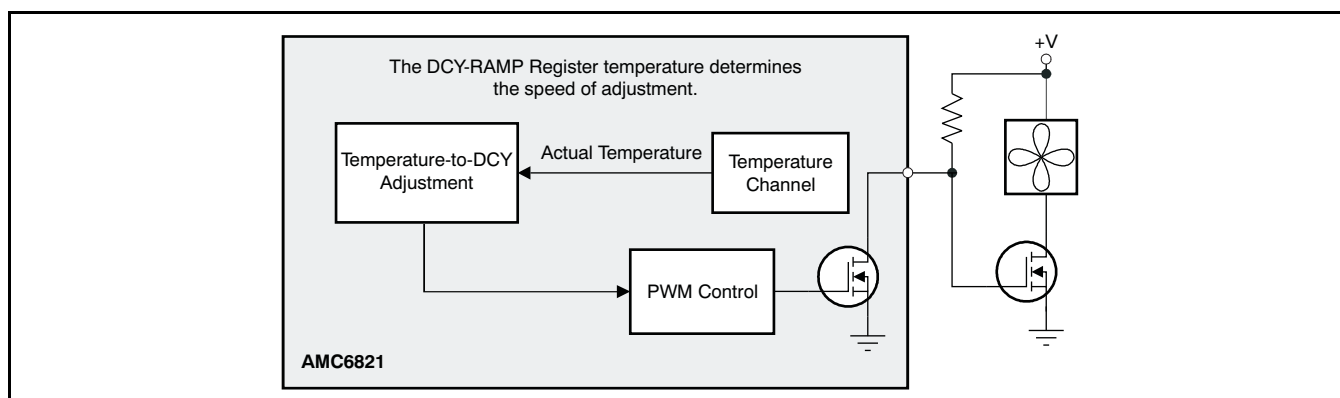 The DCY-RAMP Register temperature determines
the speed of adjustment.
+V
Temperature-to-DCY
Adjustment
Actual Temperature
Temperature
Channel
PWM Control
AMC6821